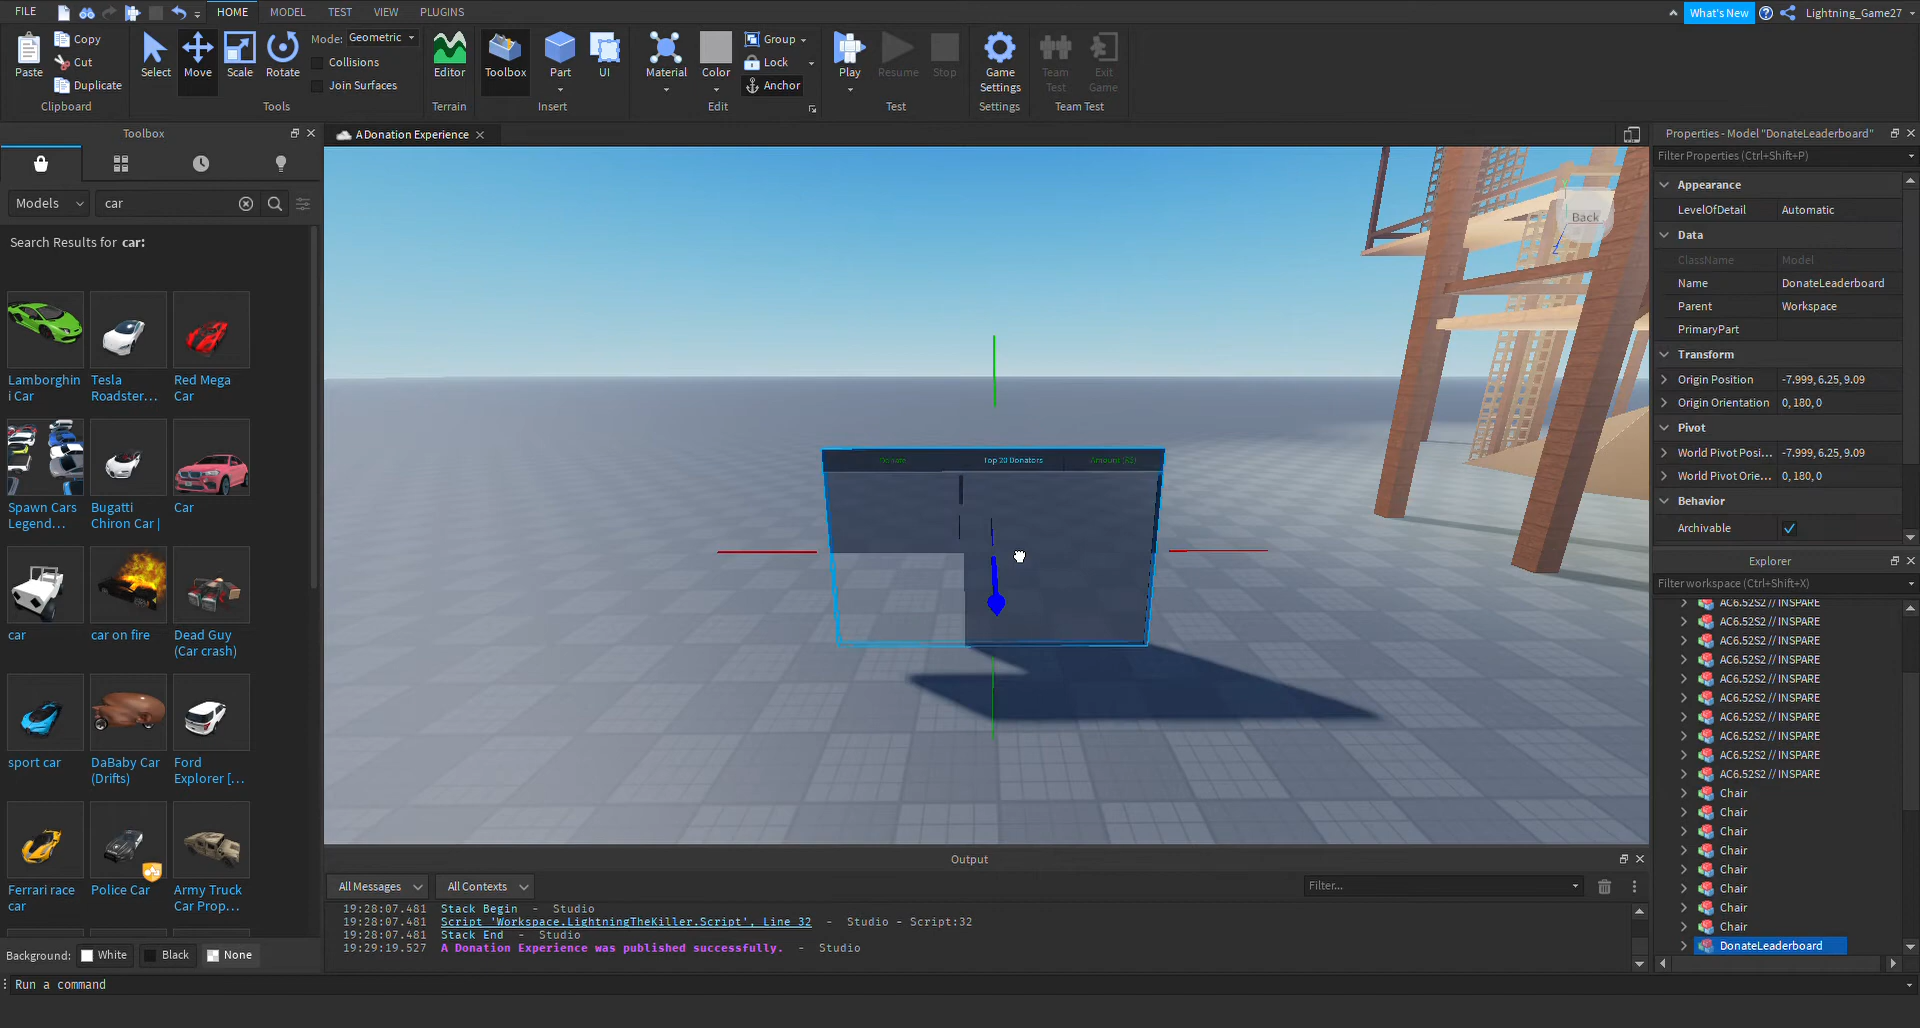 FILE
HOME
MODEL
TEST
VIEW
PLUGINS
What's New
Lightning_Game27
Paste
Copy
Cut
Duplicate
Clipboard
Select
Move
Scale
Rotate
Mode: Geometric
Collisions
Join Surfaces
Tools
Editor
Terrain
Toolbox
Part
UI
Insert
Material
Color
Group
Lock
Anchor
Edit
Play
Resume
Stop
Test
Game
Settings
Settings
Team
Test
Exit
Game
Team Test
Toolbox
A Donation Experience
Models
car
Search Results for car:
Lamborghin
i Car
Tesla
Roadster...
Red Mega
Car
Spawn Cars
Legend...
Bugatti
Chiron Car |
Car
car
car on fire
Dead Guy
(Car crash)
sport car
DaBaby Car
(Drifts)
Ford
Explorer [...
Ferrari race
car
Police Car
Army Truck
Car Prop...
Background: White Black None
Back
Donate
Top 20 Donators
Amount (R$)
Properties - Model "DonateLeaderboard"
Filter Properties (Ctrl+Shift+P)
Appearance
LevelOfDetail Automatic
Data
ClassName Model
Name DonateLeaderboard
Parent Workspace
PrimaryPart
Transform
Origin Position -7.999, 6.25, 9.09
Origin Orientation 0, 180, 0
Pivot
World Pivot Posi... -7.999, 6.25, 9.09
World Pivot Orie... 0, 180, 0
Behavior
Archivable
Explorer
Filter workspace (Ctrl+Shift+X)
AC6.52S2 // INSPARE
AC6.52S2 // INSPARE
AC6.52S2 // INSPARE
AC6.52S2 // INSPARE
AC6.52S2 // INSPARE
AC6.52S2 // INSPARE
AC6.52S2 // INSPARE
AC6.52S2 // INSPARE
AC6.52S2 // INSPARE
AC6.52S2 // INSPARE
Chair
Chair
Chair
Chair
Chair
Chair
Chair
Chair
DonateLeaderboard
Output
All Messages
All Contexts
Filter...
19:28:07.481 Stack Begin - Studio
19:28:07.481 Script 'Workspace.LightningTheKiller.Script', Line 32 - Studio - Script:32
19:28:07.481 Stack End - Studio
19:29:19.527 A Donation Experience was published successfully. - Studio
Run a command